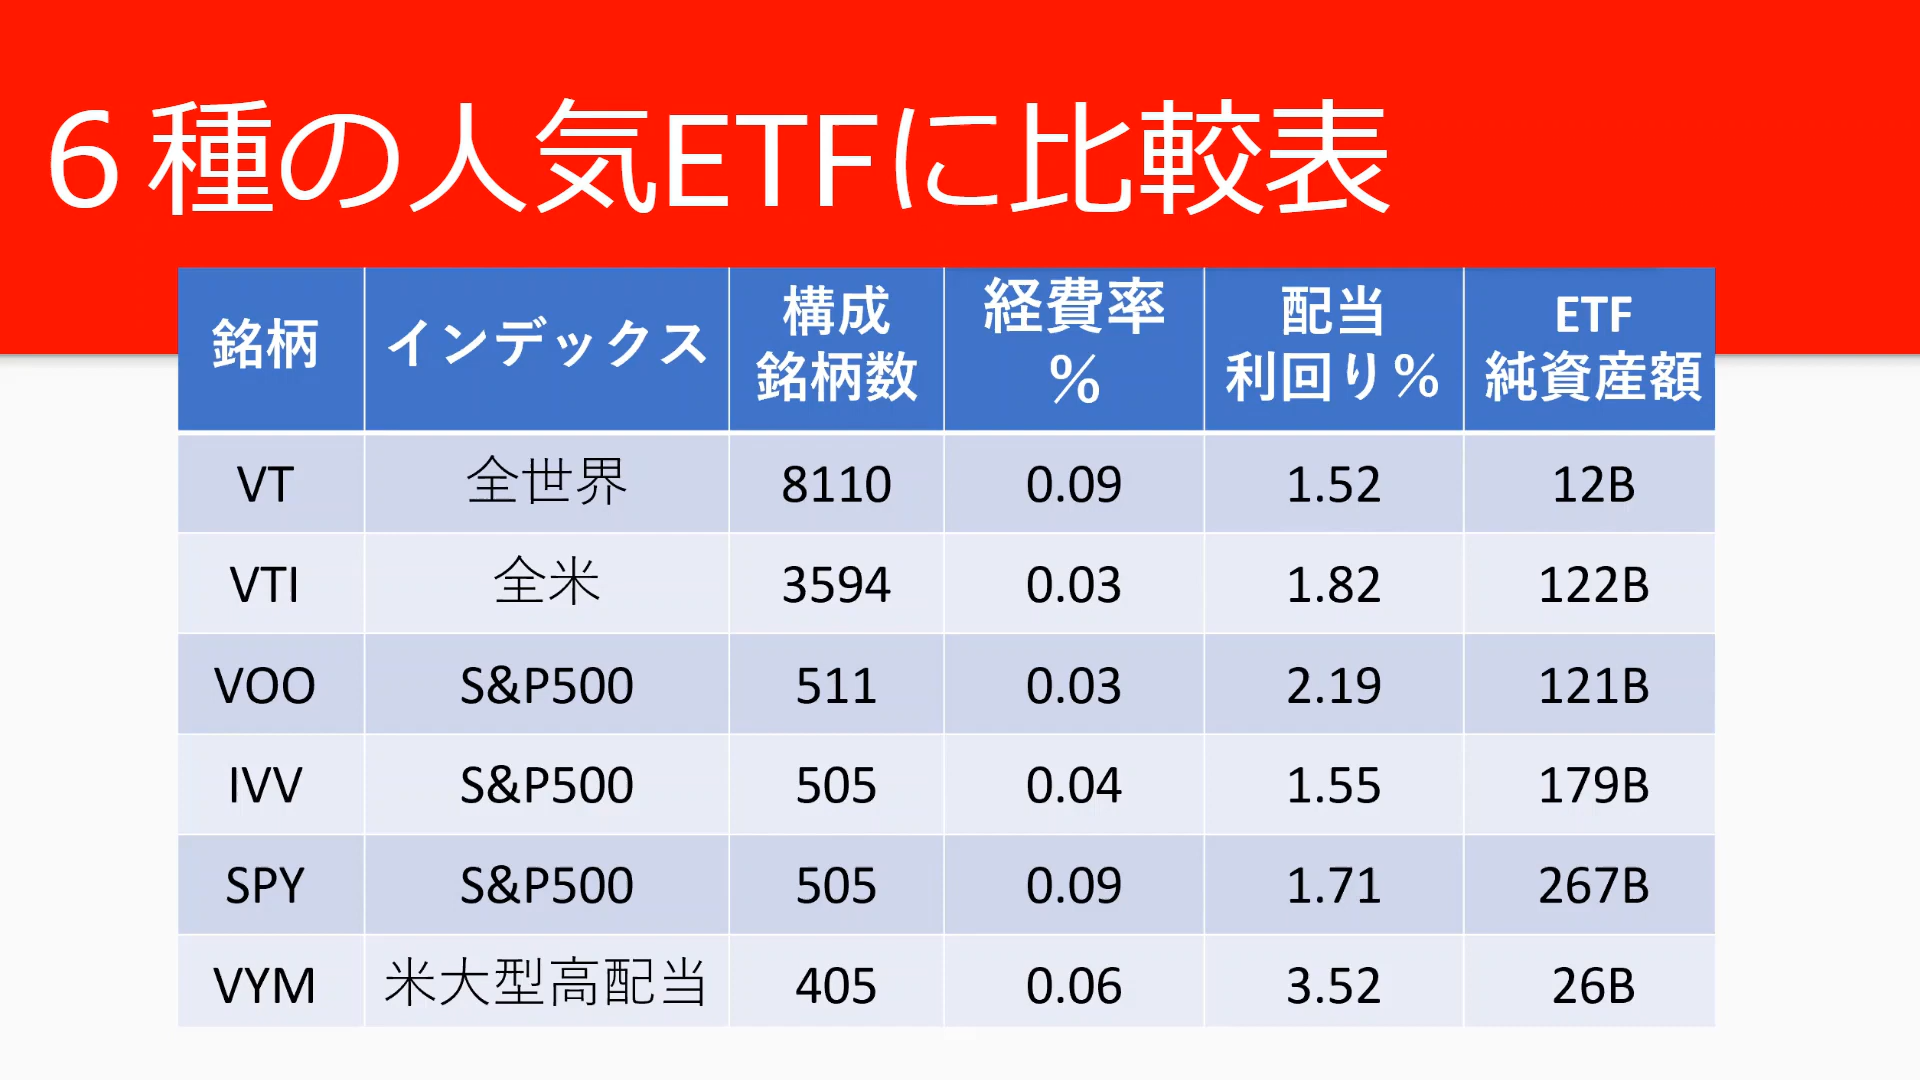 ６種の人気ETFに比較表
銘柄 インデックス 構成銘柄数 経費率% 配当利回り% ETF純資産額
VT 全世界 8110 0.09 1.52 12B
VTI 全米 3594 0.03 1.82 122B
VOO S&P500 511 0.03 2.19 121B
IVV S&P500 505 0.04 1.55 179B
SPY S&P500 505 0.09 1.71 267B
VYM 米大型高配当 405 0.06 3.52 26B